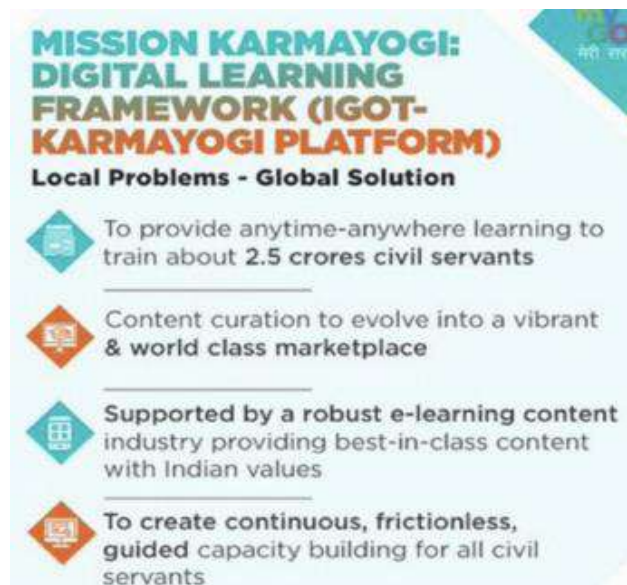 MISSION KARMAYOGI:
DIGITAL LEARNING
FRAMEWORK (IGOT-
KARMAYOGI PLATFORM)
Local Problems - Global Solution
To provide anytime-anywhere learning to
train about 2.5 crores civil servants
Content curation to evolve into a vibrant
& world class marketplace
Supported by a robust e-learning content
industry providing best-in-class content
with Indian values
To create continuous, frictionless,
guided capacity building for all civil
servants
मेरी